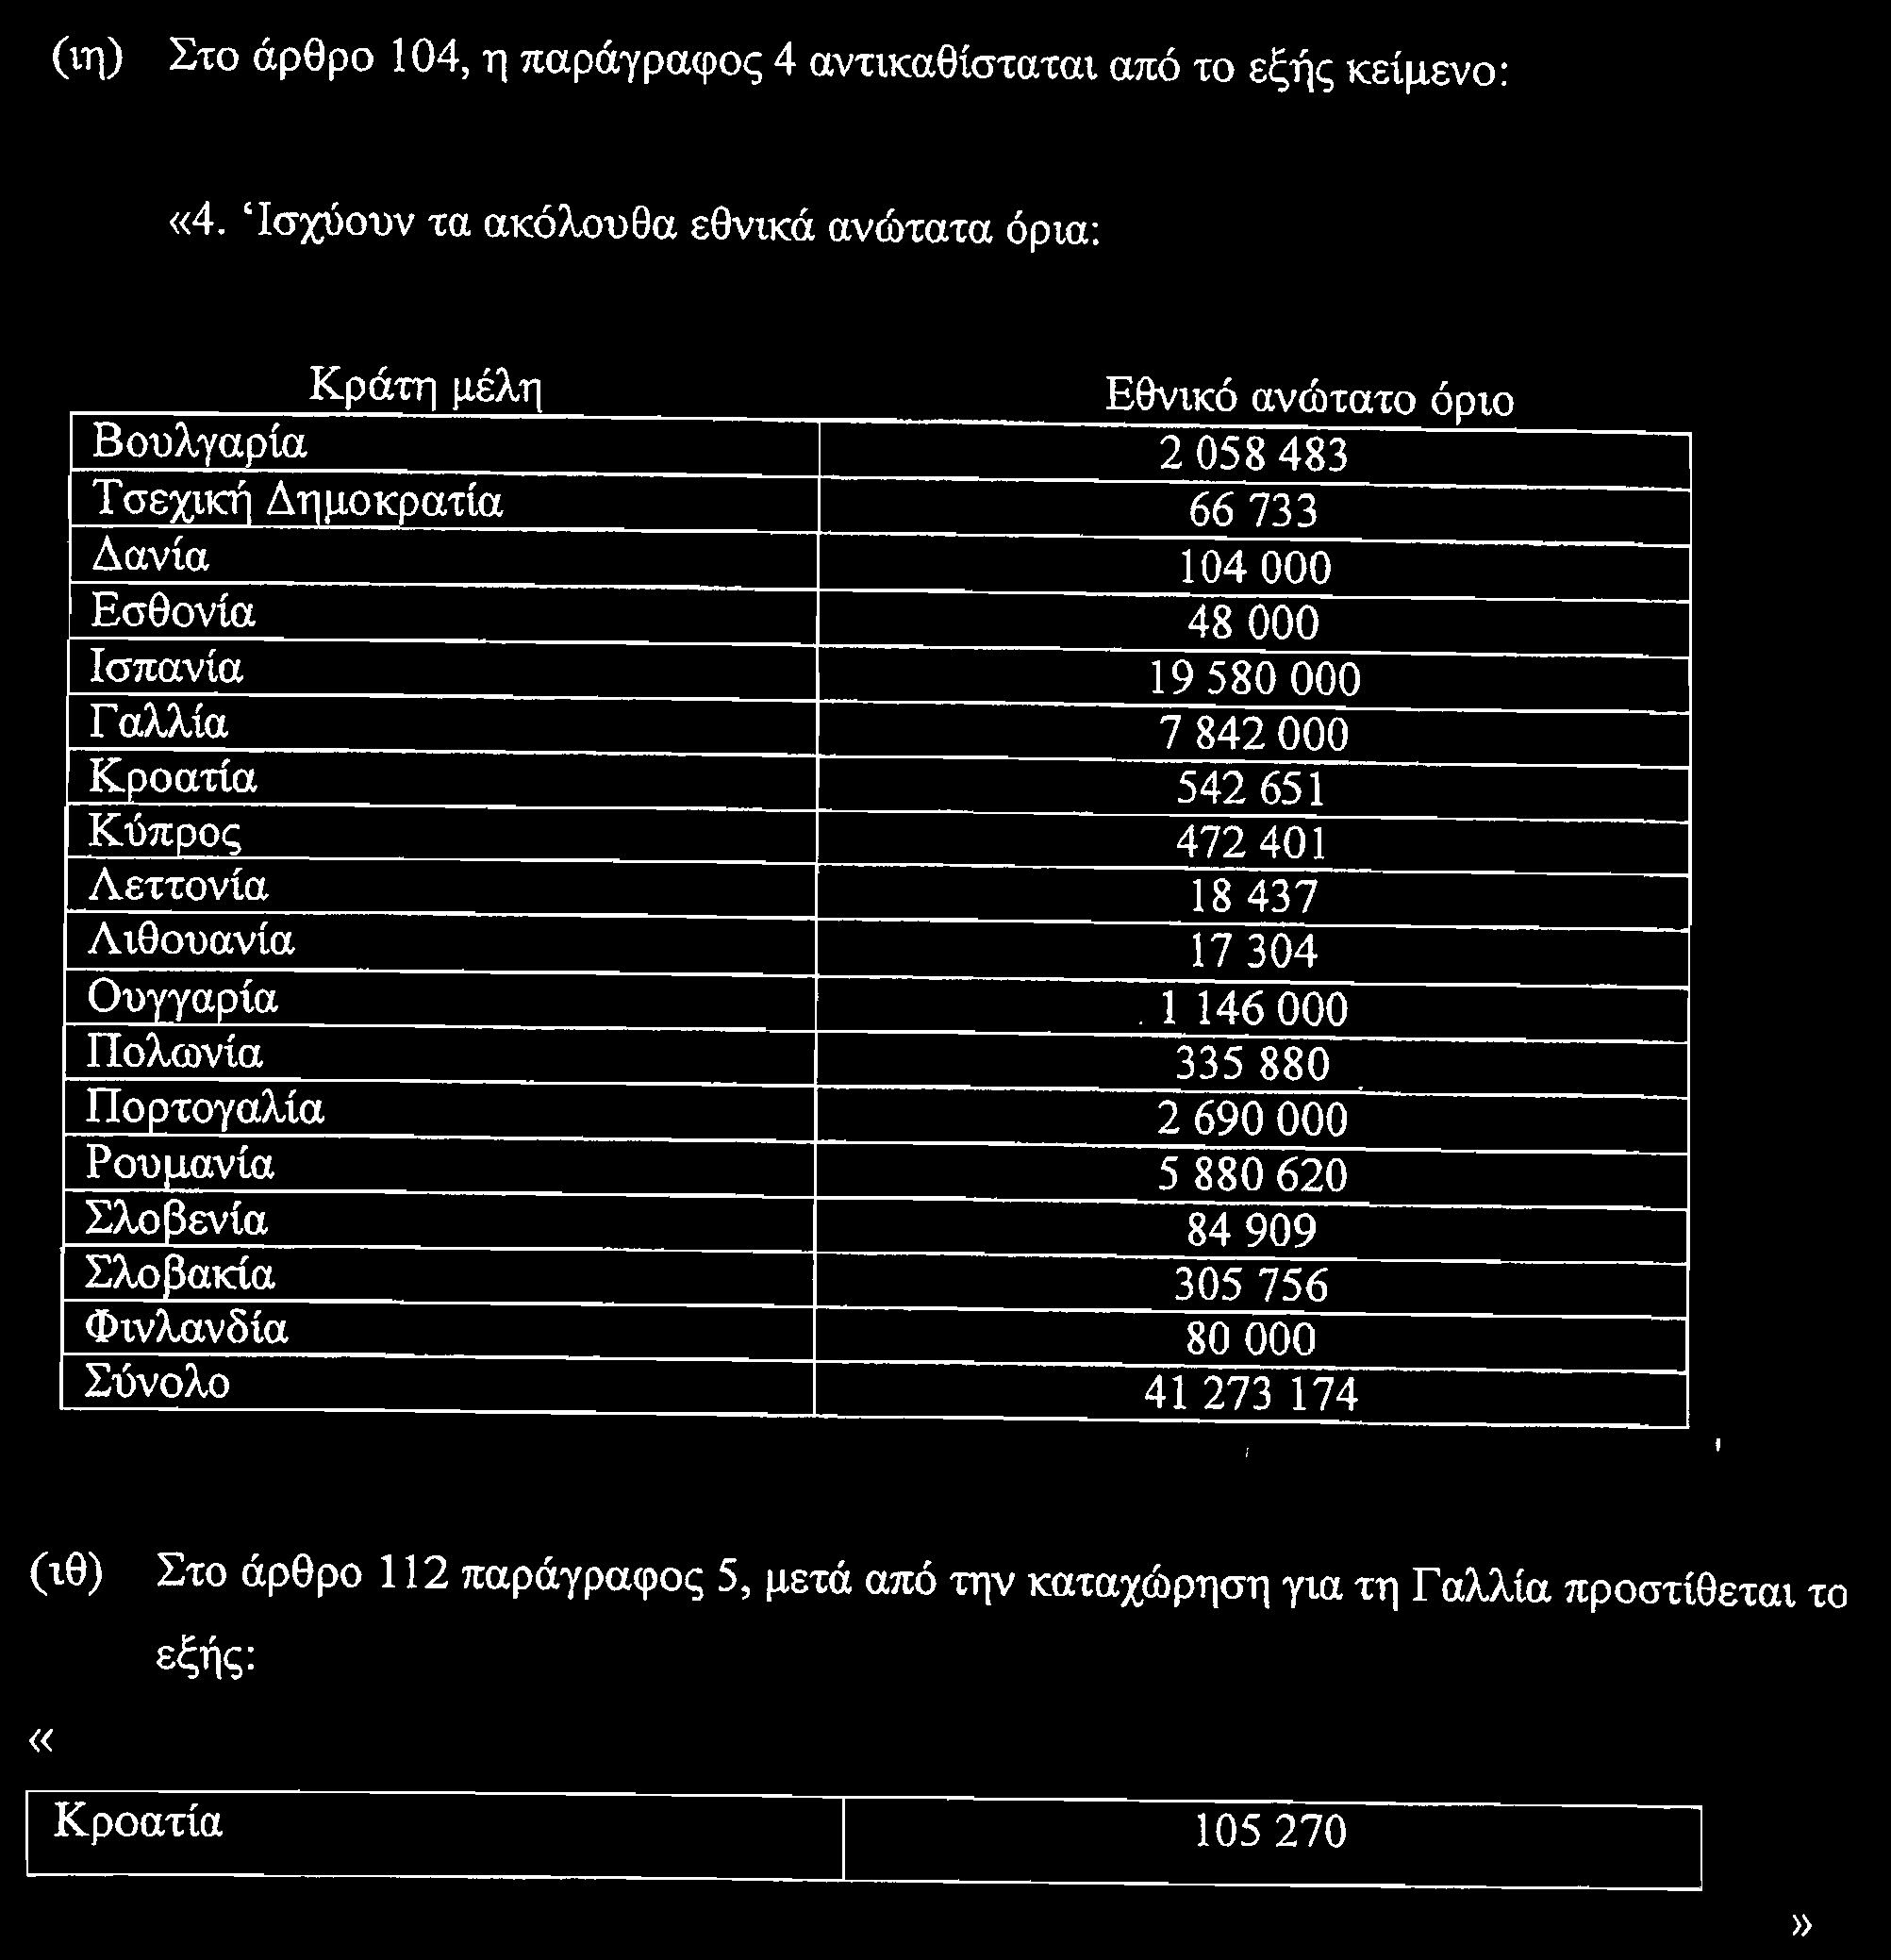 (ιη) Στο άρθρο 104, η παράγραφος 4 αντικαθίσταται από το εξής κείμενο:
«4. ‘Ισχύουν τα ακόλουθα εθνικά ανώτατα όρια:
Κράτη μέλη Εθνικό ανώτατο όριο
Βουλγαρία 2 058 483
Τσεχική Δημοκρατία 66 733
Δανία 104 000
Εσθονία 48 000
Ισπανία 19 580 000
Γαλλία 7 842 000
Κροατία 542 651
Κύπρος 472 401
Λεττονία 18 437
Λιθουανία 17 304
Ουγγαρία 1 146 000
Πολωνία 335 880
Πορτογαλία 2 690 000
Ρουμανία 5 880 620
Σλοβενία 84 909
Σλοβακία 305 756
Φινλανδία 80 000
Σύνολο 41 273 174
(ιθ) Στο άρθρο 112 παράγραφος 5, μετά από την καταχώρηση για τη Γαλλία προστίθεται το
εξής:
«
Κροατία 105 270
»